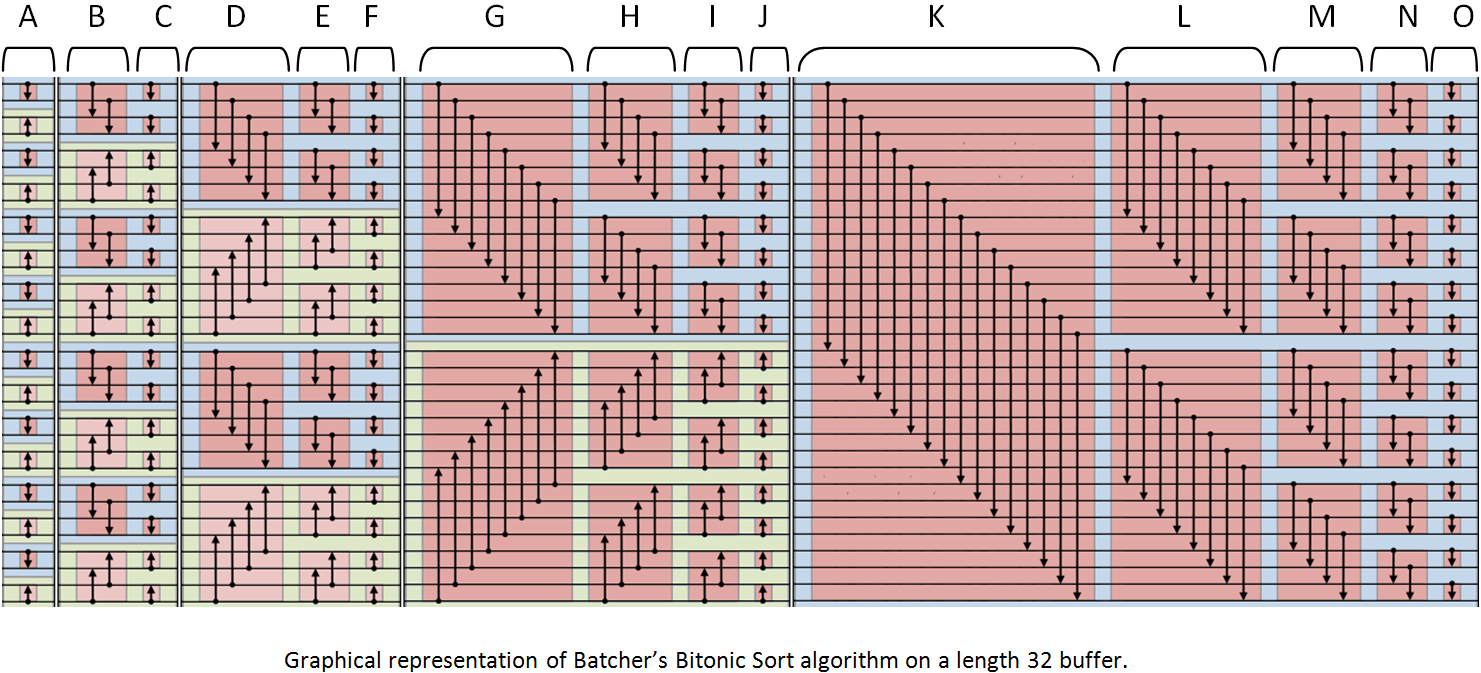 A B C D E F G H I J K L M N O
Graphical representation of Batcher's Bitonic Sort algorithm on a length 32 buffer.